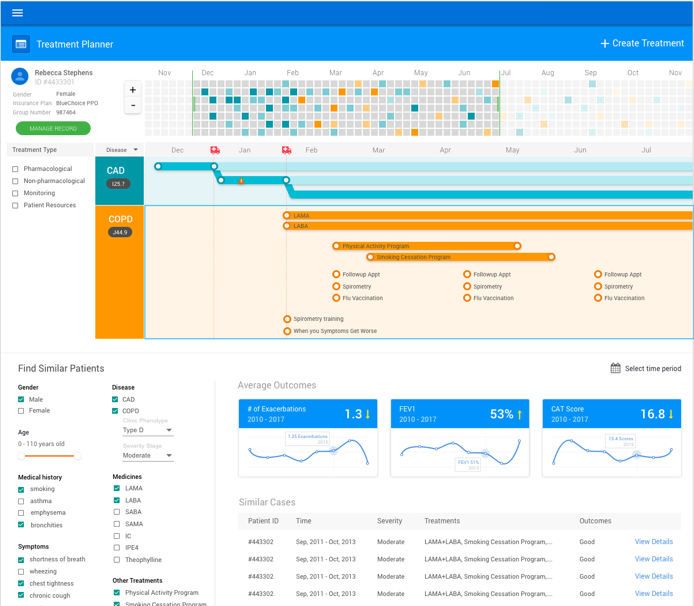 Treatment Planner
+ Create Treatment
Rebecca Stephens
ID #4433301
Gender Female
Insurance Plan BlueChoice PPO
Group Number 987464
MANAGE RECORD
+
-
Nov Dec Jan Feb Mar Apr May Jun Jul Aug Sep Oct Nov
Treatment Type
Disease
Dec Jan Feb Mar Apr May Jun Jul
Pharmacological
Non-pharmacological
Monitoring
Patient Resources
CAD
I25.7
COPD
J44.9
LAMA
LABA
Physical Activity Program
Smoking Cessation Program
Followup Appt Followup Appt Followup Appt
Spirometry Spirometry Spirometry
Flu Vaccination Flu Vaccination Flu Vaccination
Spirometry training
When you Symptoms Get Worse
Find Similar Patients
Select time period
Gender
Male
Female
Age
0 - 110 years old
Medical history
smoking
asthma
emphysema
bronchities
Symptoms
shortness of breath
wheezing
chest tightness
chronic cough
Disease
CAD
COPD
Clinic Phenotype
Type D
Severity Stage
Moderate
Medicines
LAMA
LABA
SABA
SAMA
IC
IPE4
Theophylline
Other Treatments
Physical Activity Program
Smoking Cessation Program
Average Outcomes
# of Exacerbations
2010 - 2017
1.3
1.35 Exacerbations
2015
FEV1
2010 - 2017
53%
FEV1 51%
2015
CAT Score
2010 - 2017
16.8
15.4 Scores
2015
Similar Cases
Patient ID Time Severity Treatments Outcomes
#443302 Sep, 2011 - Oct, 2013 Moderate LAMA+LABA, Smoking Cessation Program,... Good View Details
#443302 Sep, 2011 - Oct, 2013 Moderate LAMA+LABA, Smoking Cessation Program,... Good View Details
#443302 Sep, 2011 - Oct, 2013 Moderate LAMA+LABA, Smoking Cessation Program,... Good View Details
#443302 Sep, 2011 - Oct, 2013 Moderate LAMA+LABA, Smoking Cessation Program,... Good View Details